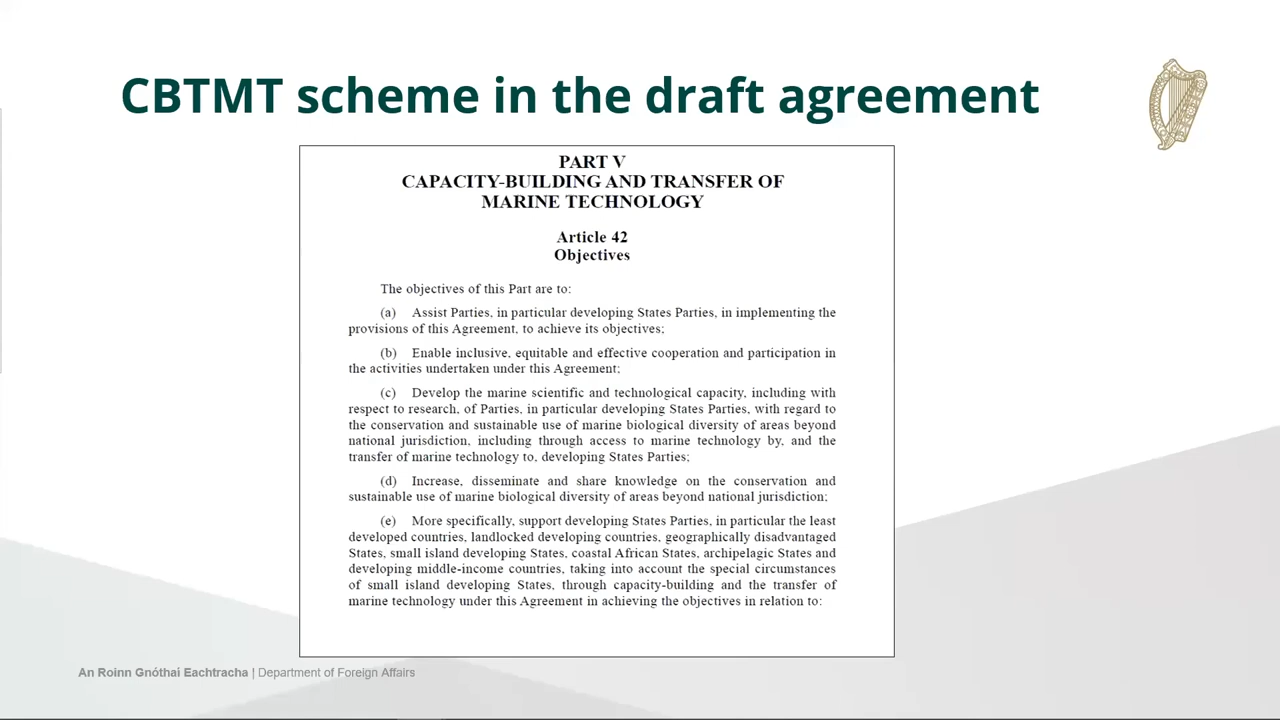 CBTMT scheme in the draft agreement
PART V
CAPACITY-BUILDING AND TRANSFER OF
MARINE TECHNOLOGY
Article 42
Objectives
The objectives of this Part are to:
(a) Assist Parties, in particular developing States Parties, in implementing the
provisions of this Agreement, to achieve its objectives;
(b) Enable inclusive, equitable and effective cooperation and participation in
the activities undertaken under this Agreement;
(c) Develop the marine scientific and technological capacity, including with
respect to research, of Parties, in particular developing States Parties, with regard to
the conservation and sustainable use of marine biological diversity of areas beyond
national jurisdiction, including through access to marine technology by, and the
transfer of marine technology to, developing States Parties;
(d) Increase, disseminate and share knowledge on the conservation and
sustainable use of marine biological diversity of areas beyond national jurisdiction;
(e) More specifically, support developing States Parties, in particular the least
developed countries, landlocked developing countries, geographically disadvantaged
States, small island developing States, coastal African States, archipelagic States and
developing middle-income countries, taking into account the special circumstances
of small island developing States, through capacity-building and the transfer of
marine technology under this Agreement in achieving the objectives in relation to:
An Roinn Gnóthaí Eachtracha | Department of Foreign Affairs